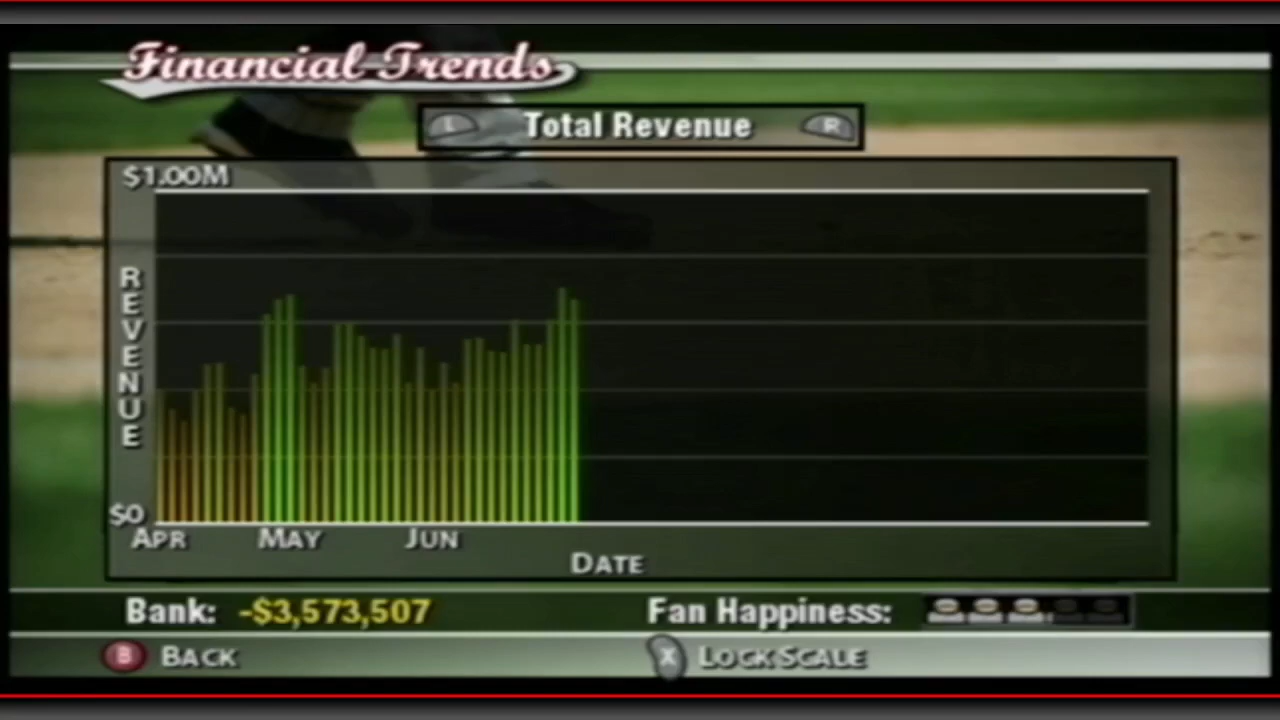 Financial Trends
L Total Revenue R
$1.00M
REVENUE
$0
APR MAY JUN
DATE
Bank: -$3,573,507 Fan Happiness:
B BACK X LOCK SCALE